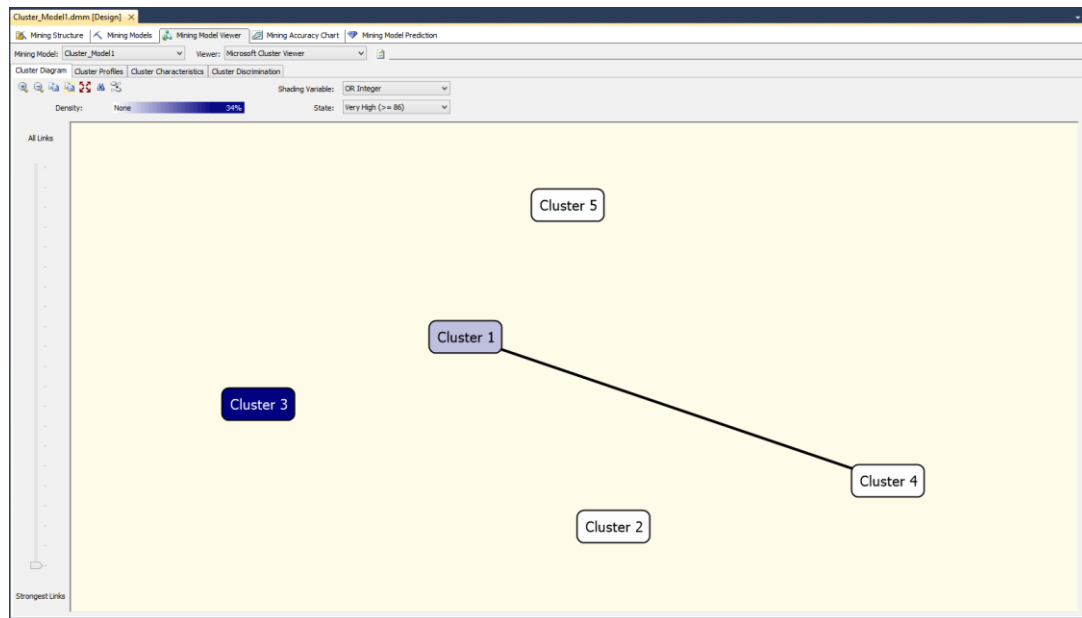 Cluster_Model1.dmm [Design]
Mining Structure Mining Models Mining Model Viewer Mining Accuracy Chart Mining Model Prediction
Mining Model: Cluster_Model1 Viewer: Microsoft Cluster Viewer
Cluster Diagram Cluster Profiles Cluster Characteristics Cluster Discrimination
Shading Variable: OR Integer
Density: None 34% State: Very High (>= 86)
All Links
Cluster 5
Cluster 1
Cluster 3
Cluster 4
Cluster 2
Strongest Links